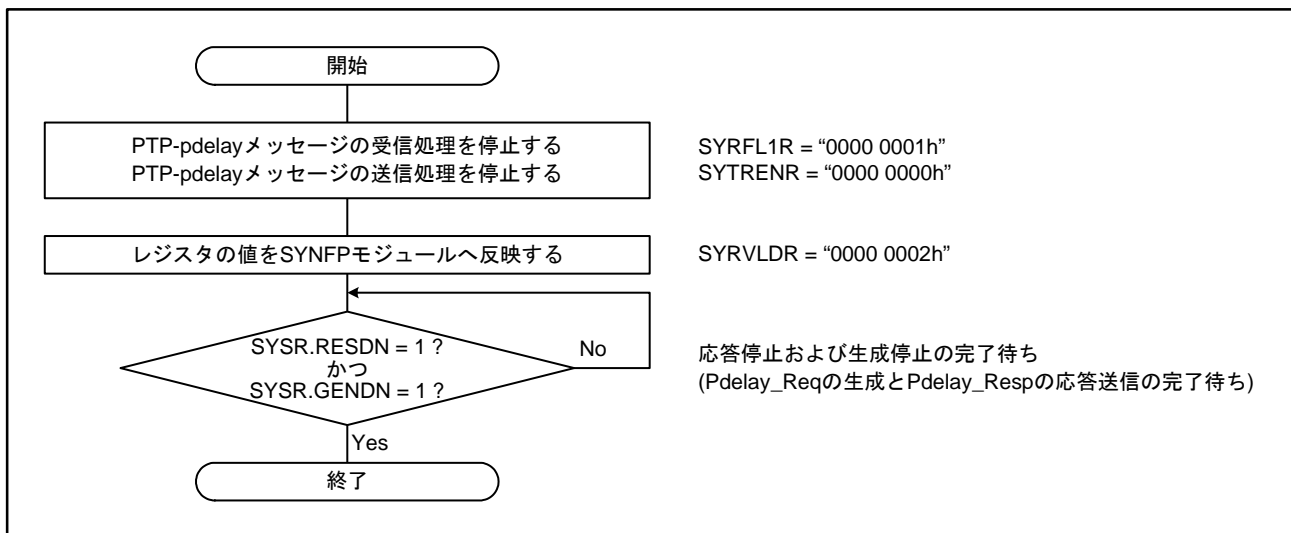 開始
PTP-pdelayメッセージの受信処理を停止する
PTP-pdelayメッセージの送信処理を停止する
SYRFL1R = “0000 0001h”
SYTRENR = “0000 0000h”
レジスタの値をSYNFPモジュールへ反映する
SYRVLDR = “0000 0002h”
SYSR.RESDN = 1 ?
かつ
SYSR.GENDN = 1 ?
No
応答停止および生成停止の完了待ち
(Pdelay_Reqの生成とPdelay_Respの応答送信の完了待ち)
Yes
終了